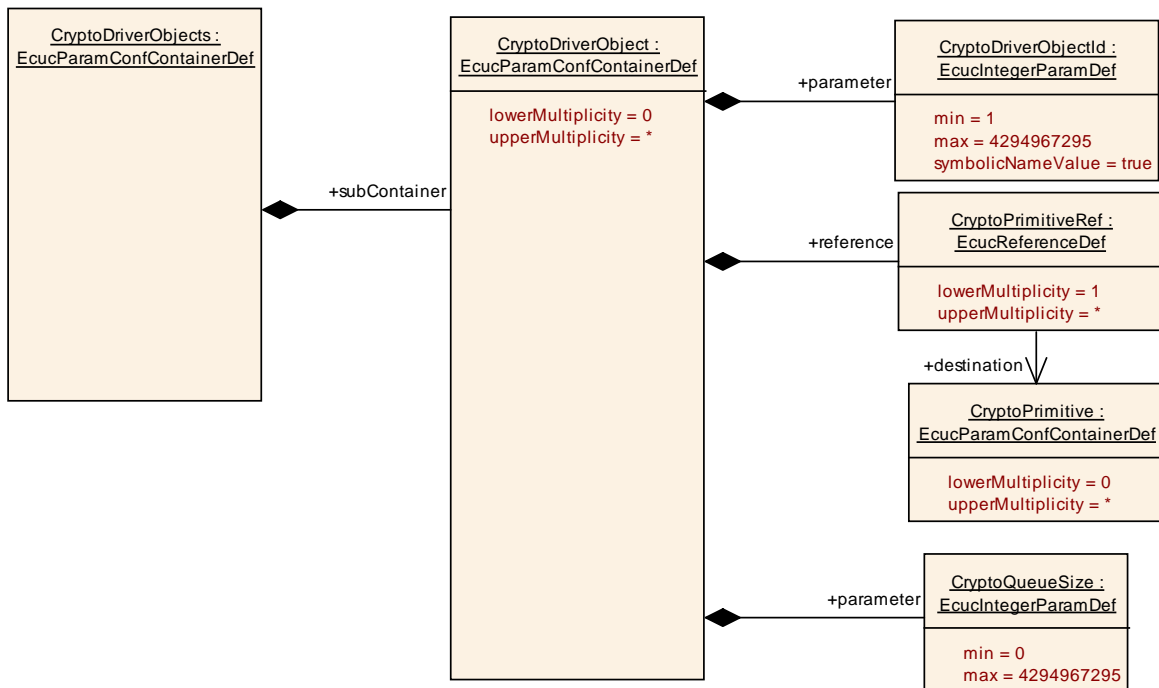 CryptoDriverObjects :
EcucParamConfContainerDef
+subContainer
CryptoDriverObject :
EcucParamConfContainerDef
lowerMultiplicity = 0
upperMultiplicity = *
+parameter
CryptoDriverObjectId :
EcucIntegerParamDef
min = 1
max = 4294967295
symbolicNameValue = true
+reference
CryptoPrimitiveRef :
EcucReferenceDef
lowerMultiplicity = 1
upperMultiplicity = *
+destination
CryptoPrimitive :
EcucParamConfContainerDef
lowerMultiplicity = 0
upperMultiplicity = *
+parameter
CryptoQueueSize :
EcucIntegerParamDef
min = 0
max = 4294967295